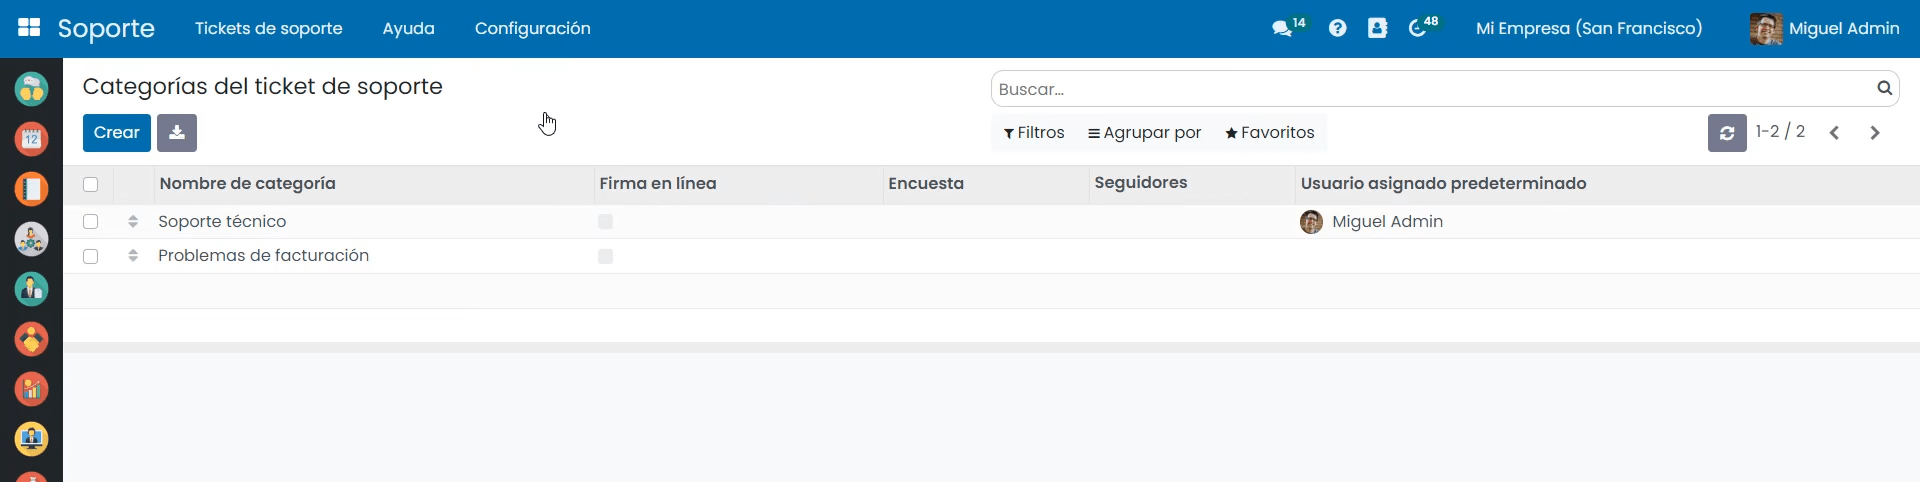 Soporte Tickets de soporte Ayuda Configuración 14 48 Mi Empresa (San Francisco) Miguel Admin
Categorías del ticket de soporte Buscar...
Crear Filtros Agrupar por Favoritos 1-2 / 2
Nombre de categoría Firma en línea Encuesta Seguidores Usuario asignado predeterminado
Soporte técnico Miguel Admin
Problemas de facturación
12